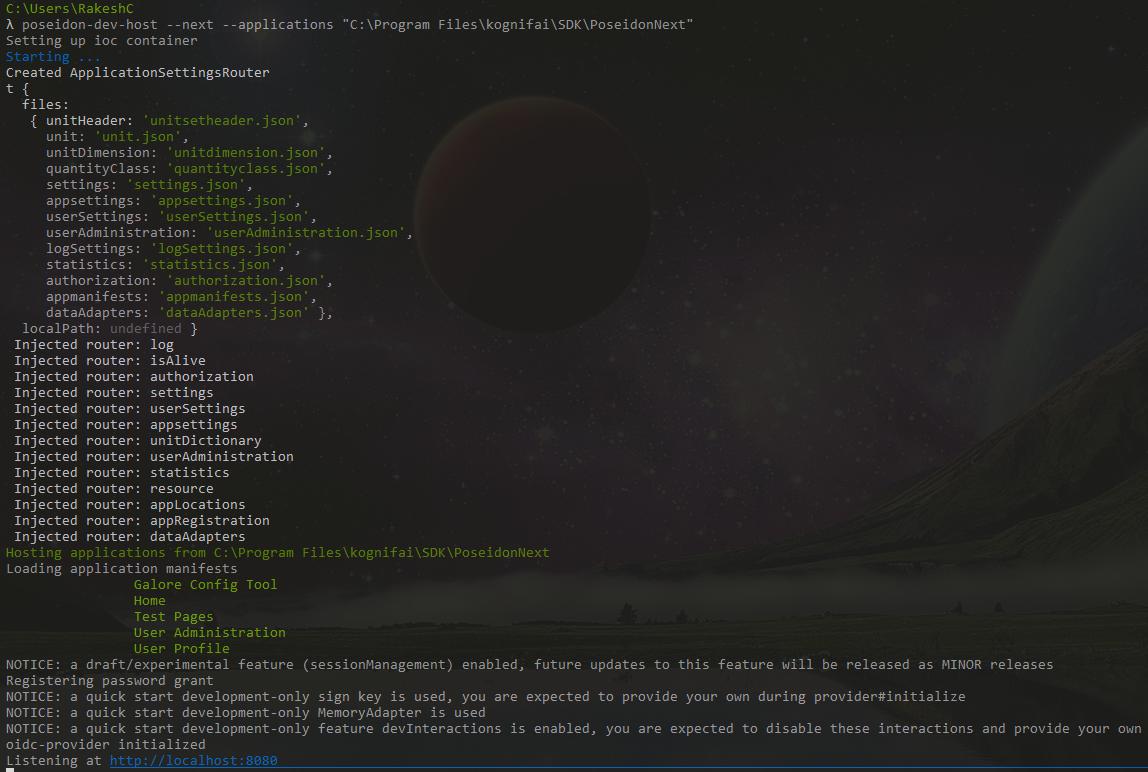 C:\Users\RakeshC
λ poseidon-dev-host --next --applications "C:\Program Files\kognifai\SDK\PoseidonNext"
Setting up ioc container
Starting ...
Created ApplicationSettingsRouter
t {
files:
{ unitHeader: 'unitsetheader.json',
unit: 'unit.json',
unitDimension: 'unitdimension.json',
quantityClass: 'quantityclass.json',
settings: 'settings.json',
appsettings: 'appsettings.json',
userSettings: 'userSettings.json',
userAdministration: 'userAdministration.json',
logSettings: 'logSettings.json',
statistics: 'statistics.json',
authorization: 'authorization.json',
appmanifests: 'appmanifests.json',
dataAdapters: 'dataAdapters.json' },
localPath: undefined }
Injected router: log
Injected router: isAlive
Injected router: authorization
Injected router: settings
Injected router: userSettings
Injected router: appsettings
Injected router: unitDictionary
Injected router: userAdministration
Injected router: statistics
Injected router: resource
Injected router: appLocations
Injected router: appRegistration
Injected router: dataAdapters
Hosting applications from C:\Program Files\kognifai\SDK\PoseidonNext
Loading application manifests
Galore Config Tool
Home
Test Pages
User Administration
User Profile
NOTICE: a draft/experimental feature (sessionManagement) enabled, future updates to this feature will be released as MINOR releases
Registering password grant
NOTICE: a quick start development-only sign key is used, you are expected to provide your own during provider#initialize
NOTICE: a quick start development-only MemoryAdapter is used
NOTICE: a quick start development-only feature devInteractions is enabled, you are expected to disable these interactions and provide your own
oidc-provider initialized
Listening at http://localhost:8080